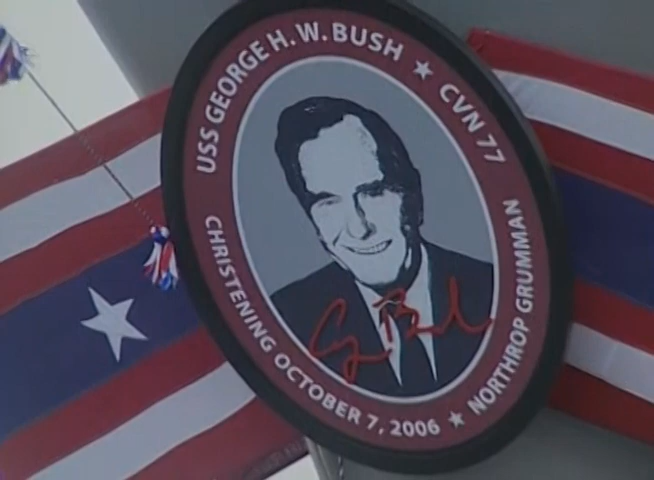 USS GEORGE H.W. BUSH ★ CVN 77
CHRISTENING OCTOBER 7, 2006 ★ NORTHROP GRUMMAN